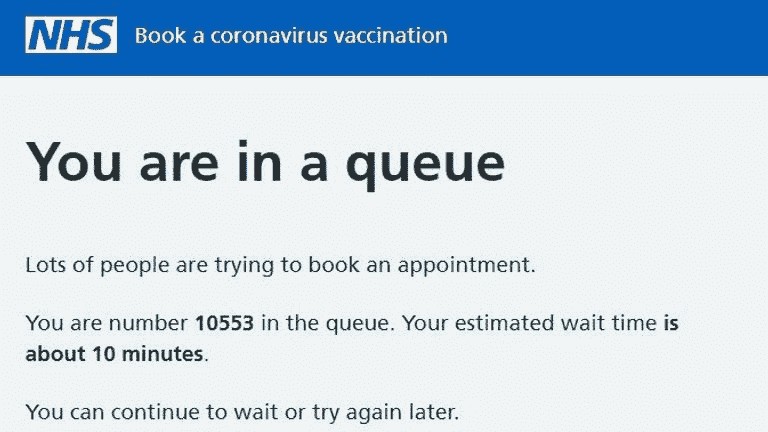 NHS Book a coronavirus vaccination
You are in a queue
Lots of people are trying to book an appointment.
You are number 10553 in the queue. Your estimated wait time is
about 10 minutes.
You can continue to wait or try again later.